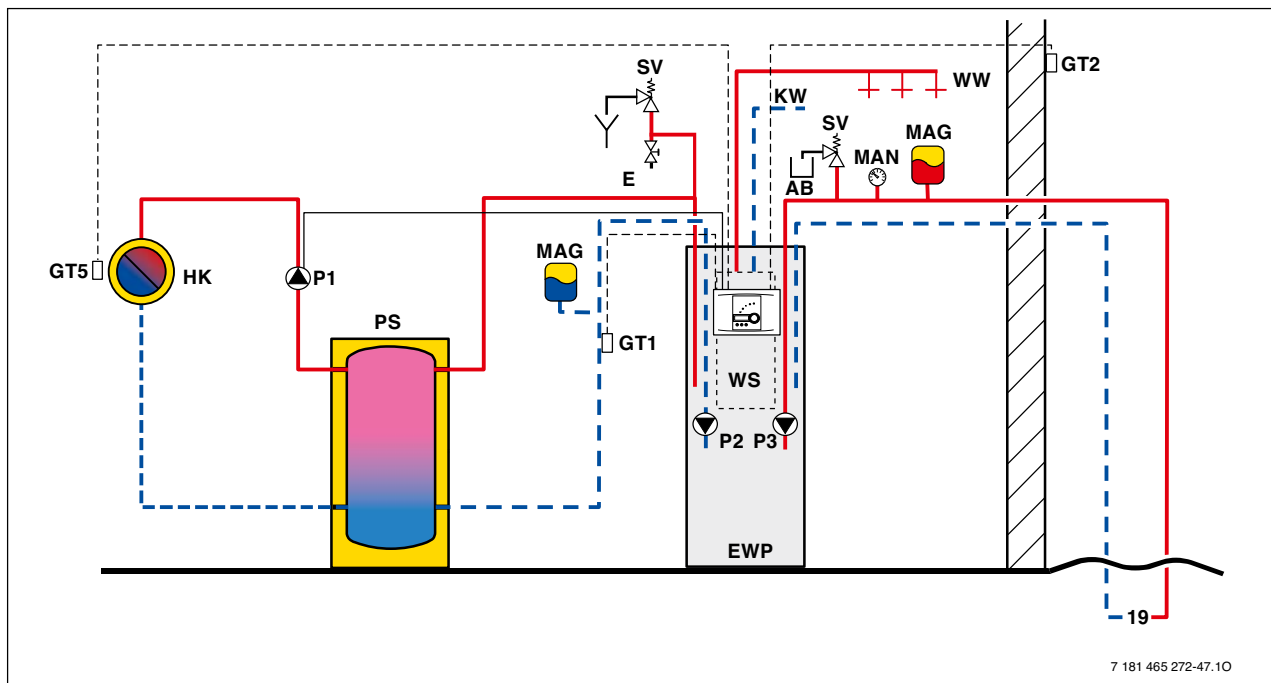 SV
GT2
WW
KW
SV
MAG
MAN
E
AB
MAG
GT5
HK
P1
PS
GT1
WS
P2
P3
EWP
19
7 181 465 272-47.1O